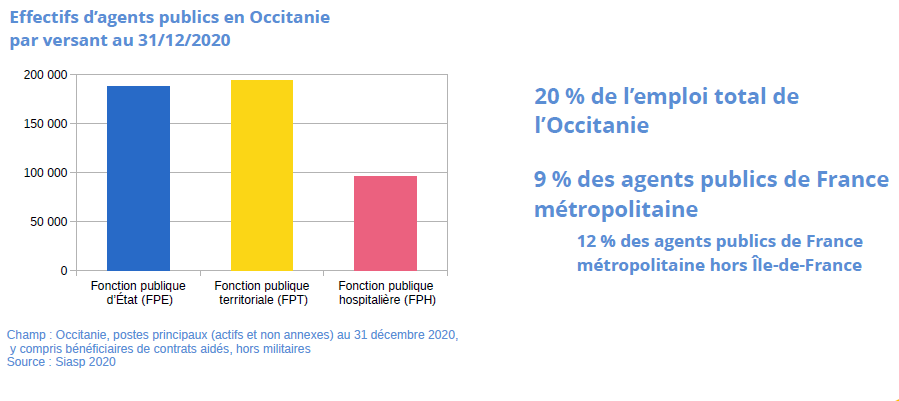 Effectifs d’agents publics en Occitanie
par versant au 31/12/2020
200 000
150 000
100 000
50 000
0
Fonction publique
d’État (FPE)
Fonction publique
territoriale (FPT)
Fonction publique
hospitalière (FPH)
Champ : Occitanie, postes principaux (actifs et non annexes) au 31 décembre 2020,
y compris bénéficiaires de contrats aidés, hors militaires
Source : Siasp 2020
20 % de l’emploi total de
l’Occitanie
9 % des agents publics de France
métropolitaine
12 % des agents publics de France
métropolitaine hors Île-de-France